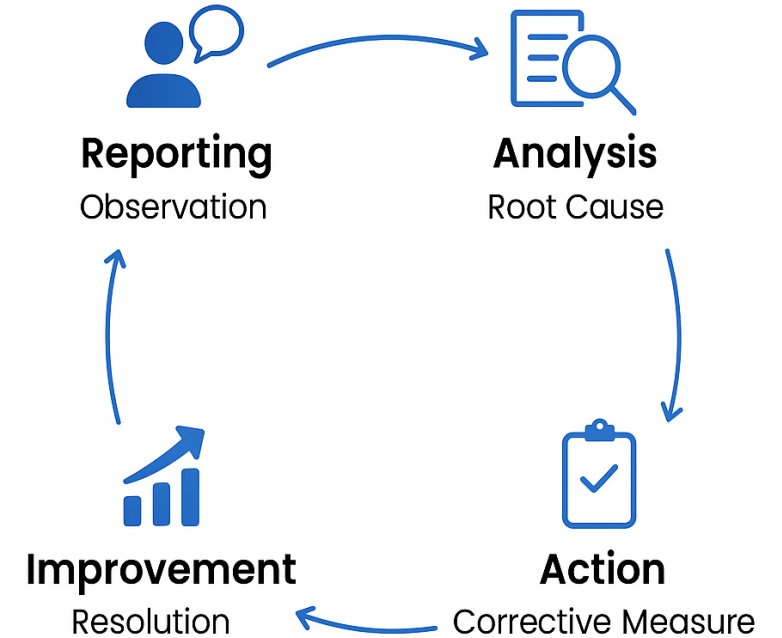 Reporting
Observation
Analysis
Root Cause
Improvement
Resolution
Action
Corrective Measure